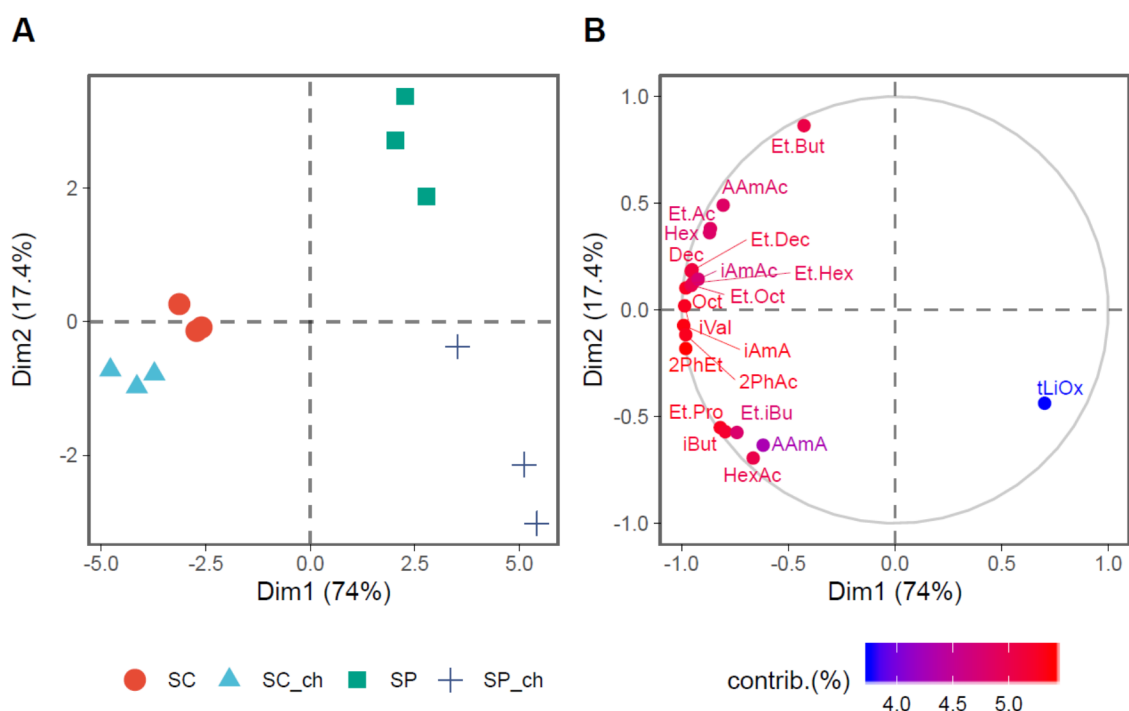 A
B
Dim2 (17.4%)
2
0
-2
-5.0 -2.5 0.0 2.5 5.0
Dim1 (74%)
Dim2 (17.4%)
1.0
0.5
0.0
-0.5
-1.0
Et.But
AAmAc
Et.Ac
Hex
Et.Dec
Dec
iAmAc
Et.Hex
Et.Oct
Oct
iVal
iAmA
2PhEt
2PhAc
tLiOx
Et.Pro
Et.iBu
iBut
AAmA
HexAc
-1.0 -0.5 0.0 0.5 1.0
Dim1 (74%)
SC SC_ch SP SP_ch
contrib.(%)
4.0 4.5 5.0